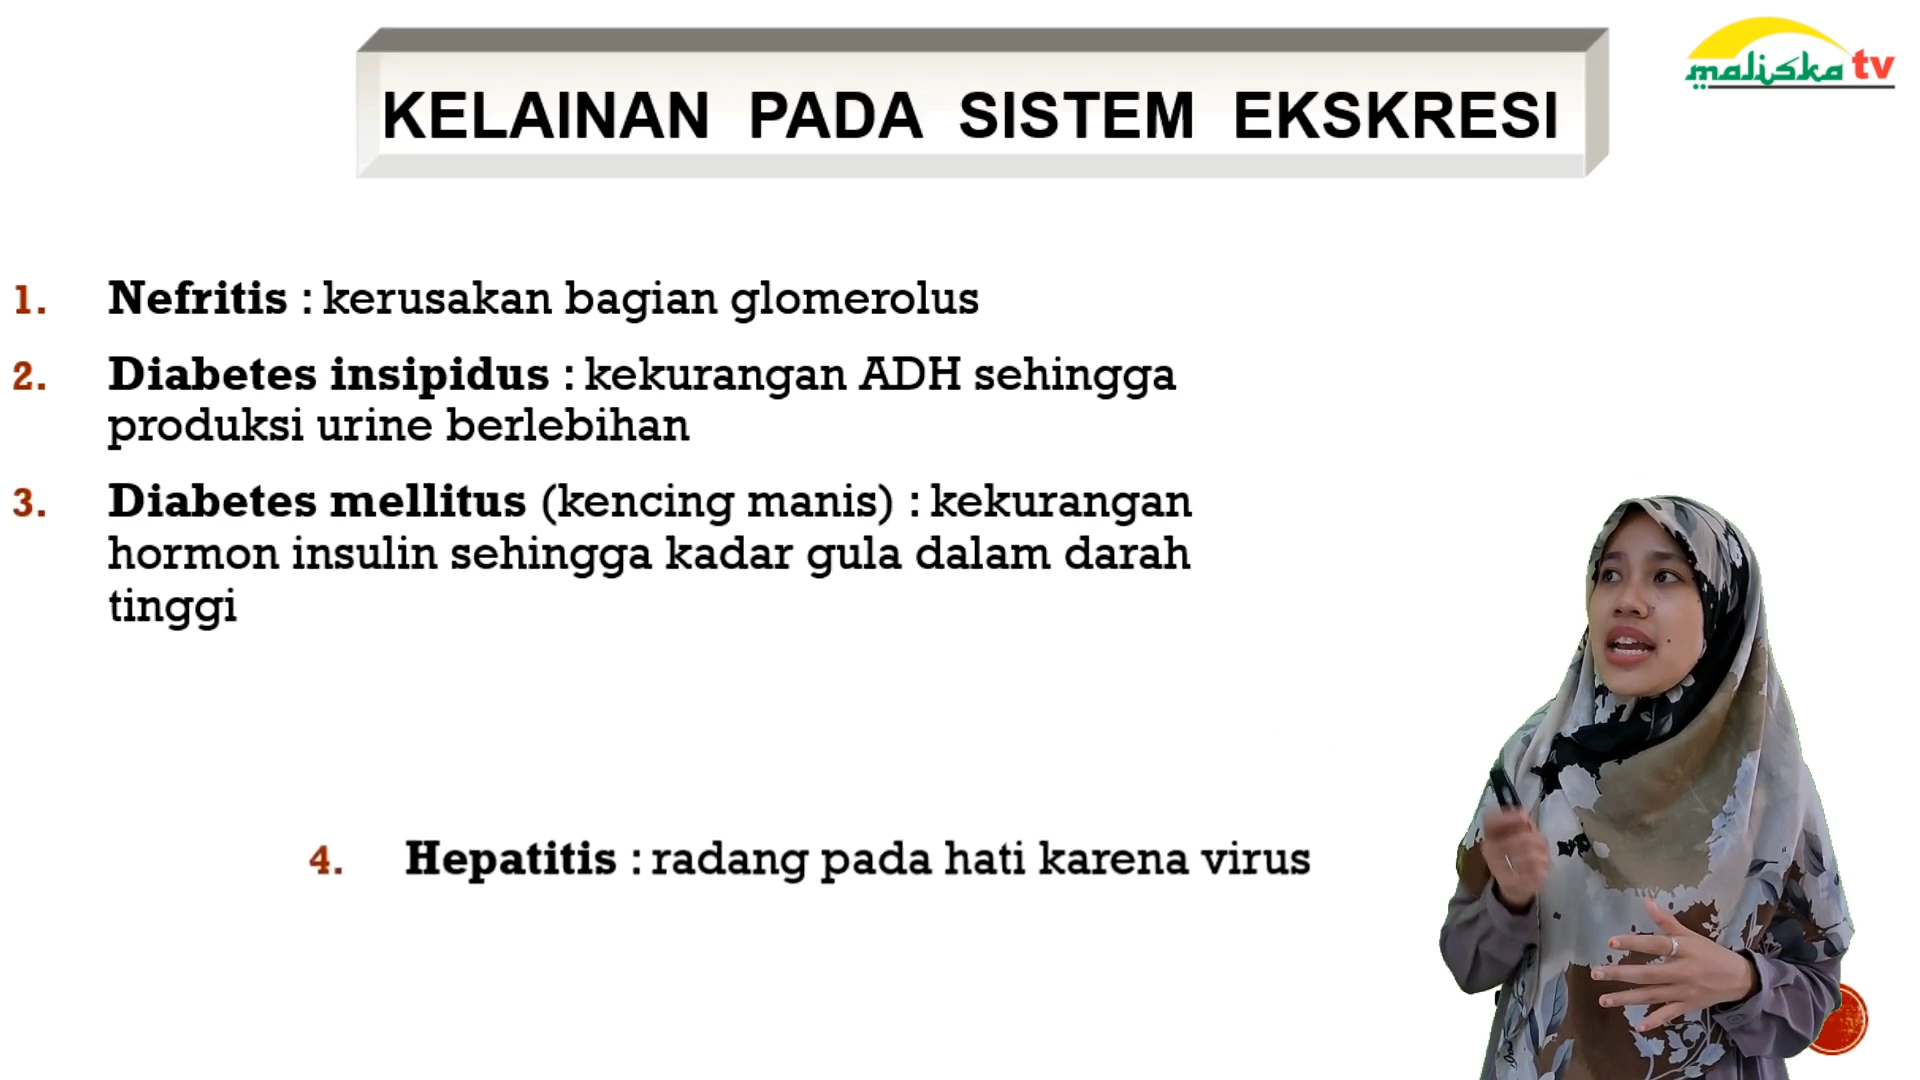 maliska tv
KELAINAN PADA SISTEM EKSKRESI
1. Nefritis : kerusakan bagian glomerolus
2. Diabetes insipidus : kekurangan ADH sehingga
produksi urine berlebihan
3. Diabetes mellitus (kencing manis) : kekurangan
hormon insulin sehingga kadar gula dalam darah
tinggi
4. Hepatitis : radang pada hati karena virus